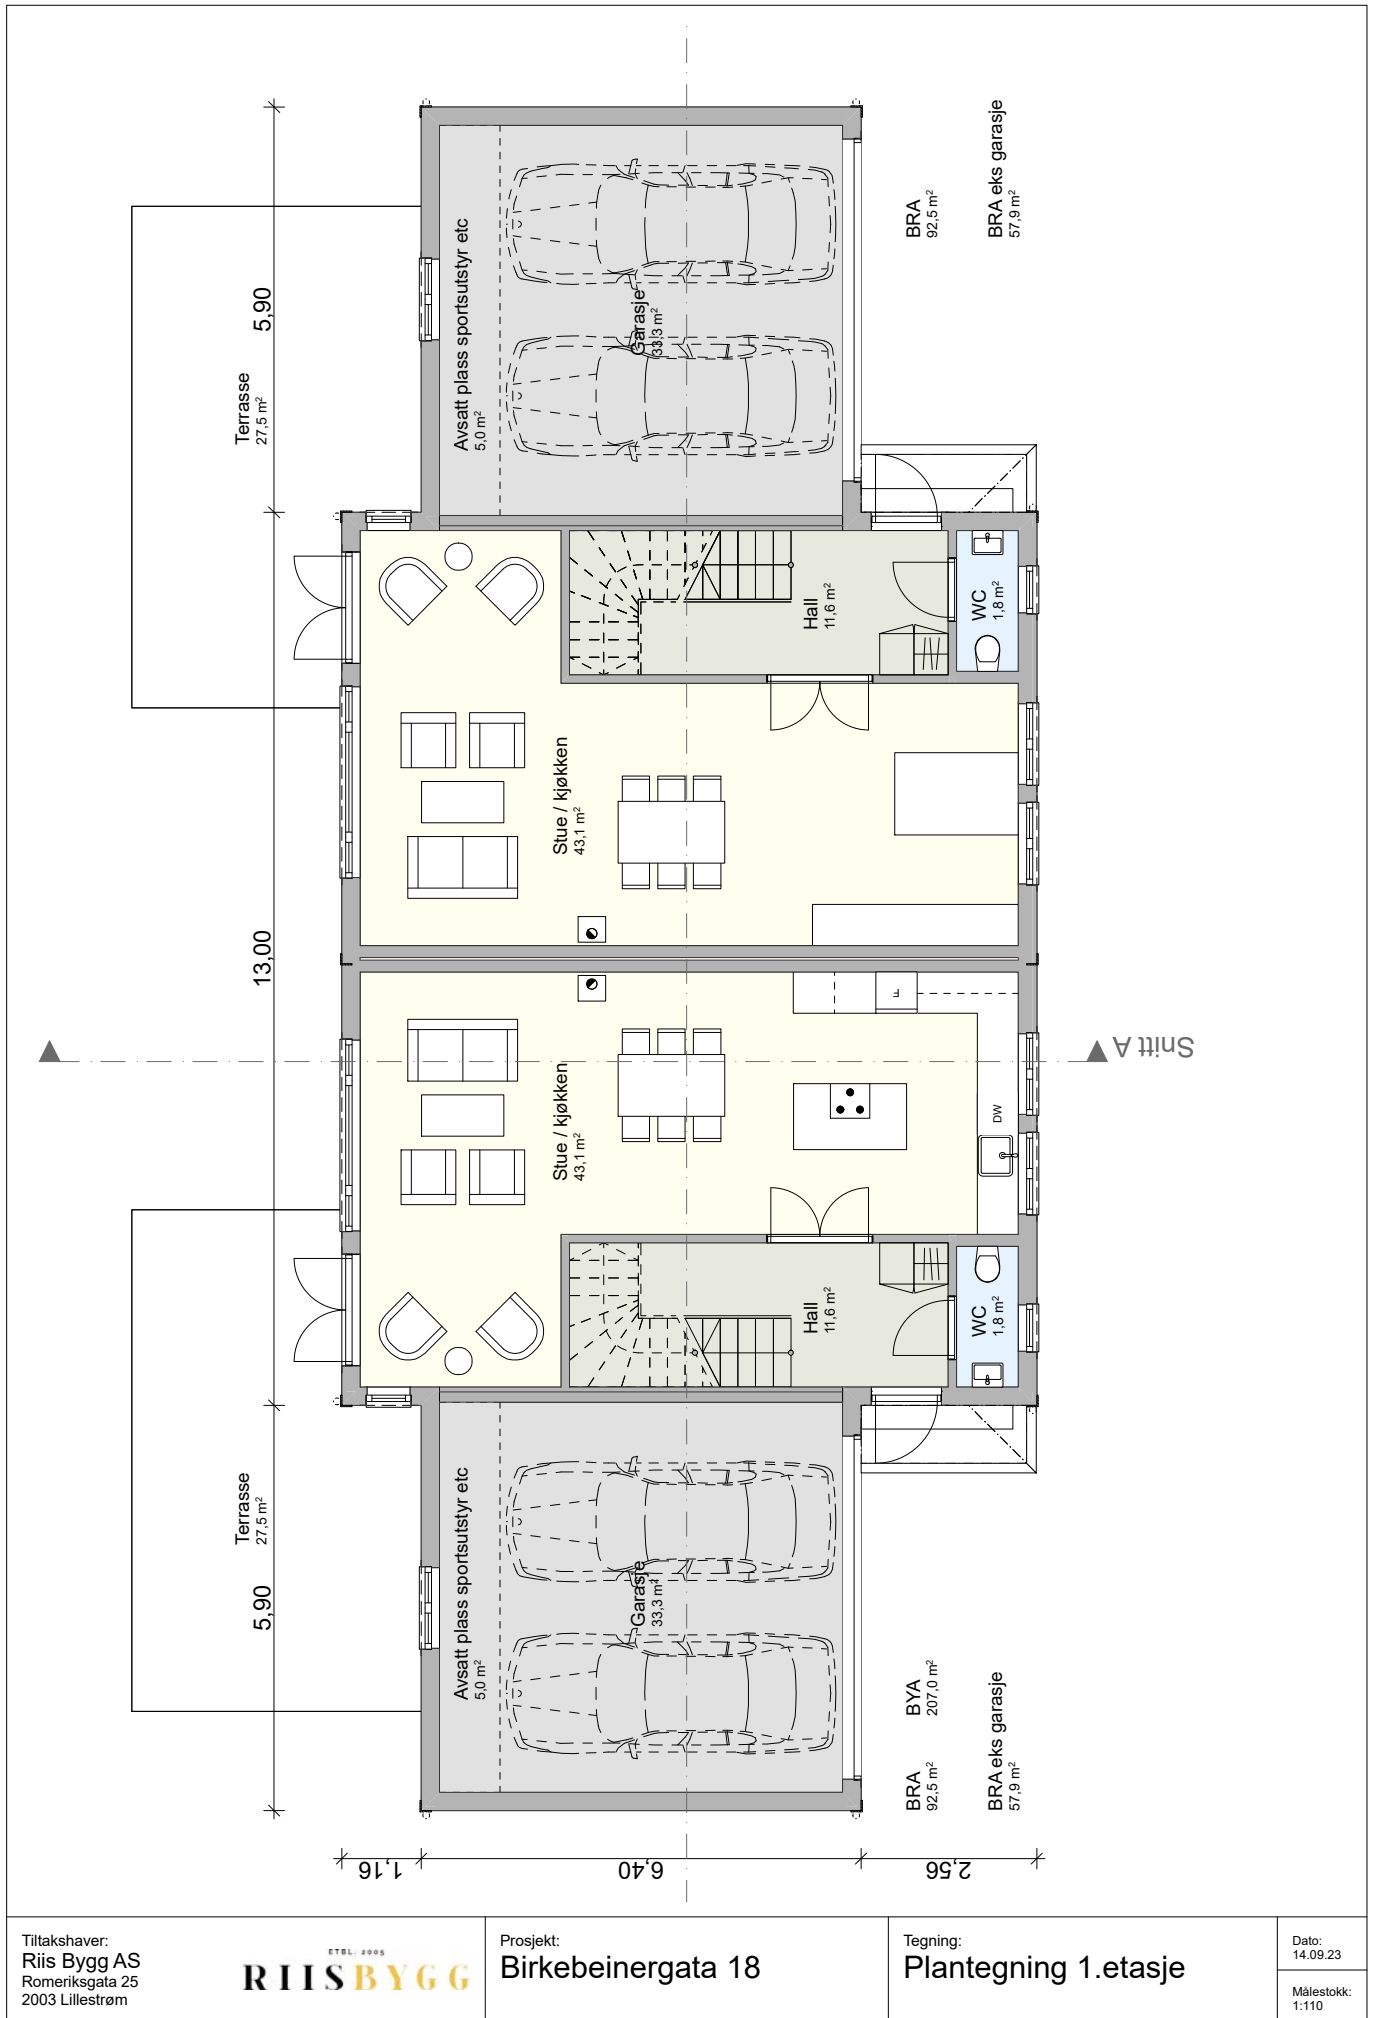 5,90
Terrasse
27,5 m²
Avsatt plass sportsutstyr etc
5,0 m²
Garasje
33,3 m²
BRA
92,5 m²
BRA eks garasje
57,9 m²
13,00
Stue / kjøkken
43,1 m²
Hall
11,6 m²
WC
1,8 m²
Snitt A
Stue / kjøkken
43,1 m²
F
DW
Hall
11,6 m²
WC
1,8 m²
Terrasse
27,5 m²
5,90
Avsatt plass sportsutstyr etc
5,0 m²
Garasje
33,3 m²
BRA
92,5 m²
BYA
207,0 m²
BRA eks garasje
57,9 m²
1,16
6,40
2,56
Tiltakshaver:
Riis Bygg AS
Romeriksgata 25
2003 Lillestrøm
ETBL. 2005
RIISBYGG
Prosjekt:
Birkebeinergata 18
Tegning:
Plantegning 1.etasje
Dato:
14.09.23
Målestokk:
1:110